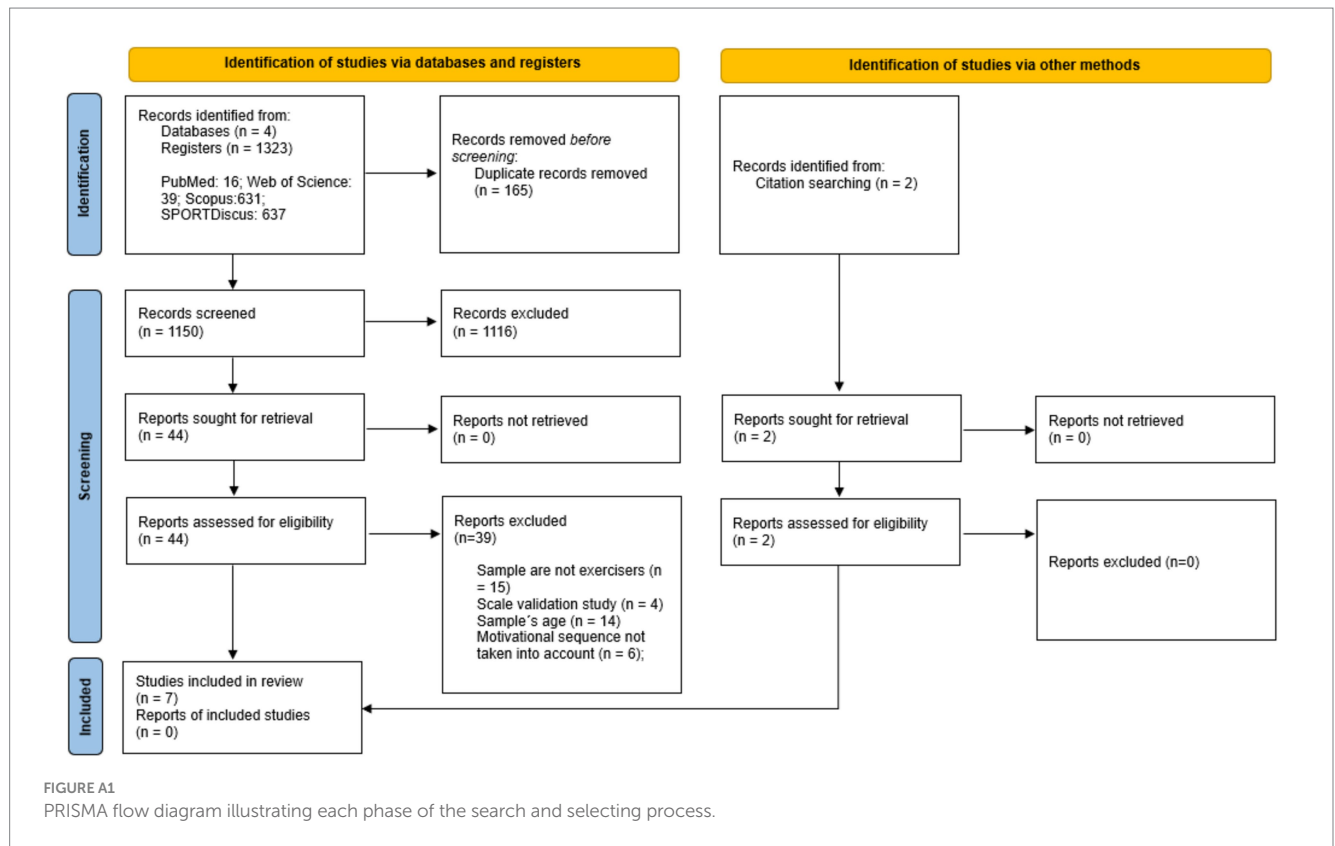 Identification of studies via databases and registers
Identification of studies via other methods
Identification
Records identified from:
Databases (n = 4)
Registers (n = 1323)
PubMed: 16; Web of Science:
39; Scopus:631;
SPORTDiscus: 637
Records removed before
screening:
Duplicate records removed
(n = 165)
Records identified from:
Citation searching (n = 2)
Screening
Records screened
(n = 1150)
Records excluded
(n = 1116)
Reports sought for retrieval
(n = 44)
Reports not retrieved
(n = 0)
Reports sought for retrieval
(n = 2)
Reports not retrieved
(n = 0)
Reports assessed for eligibility
(n = 44)
Reports excluded
(n=39)
Sample are not exercisers (n
= 15)
Scale validation study (n = 4)
Sample´s age (n = 14)
Motivational sequence not
taken into account (n = 6);
Reports assessed for eligibility
(n = 2)
Reports excluded (n=0)
Included
Studies included in review
(n = 7)
Reports of included studies
(n = 0)
FIGURE A1
PRISMA flow diagram illustrating each phase of the search and selecting process.